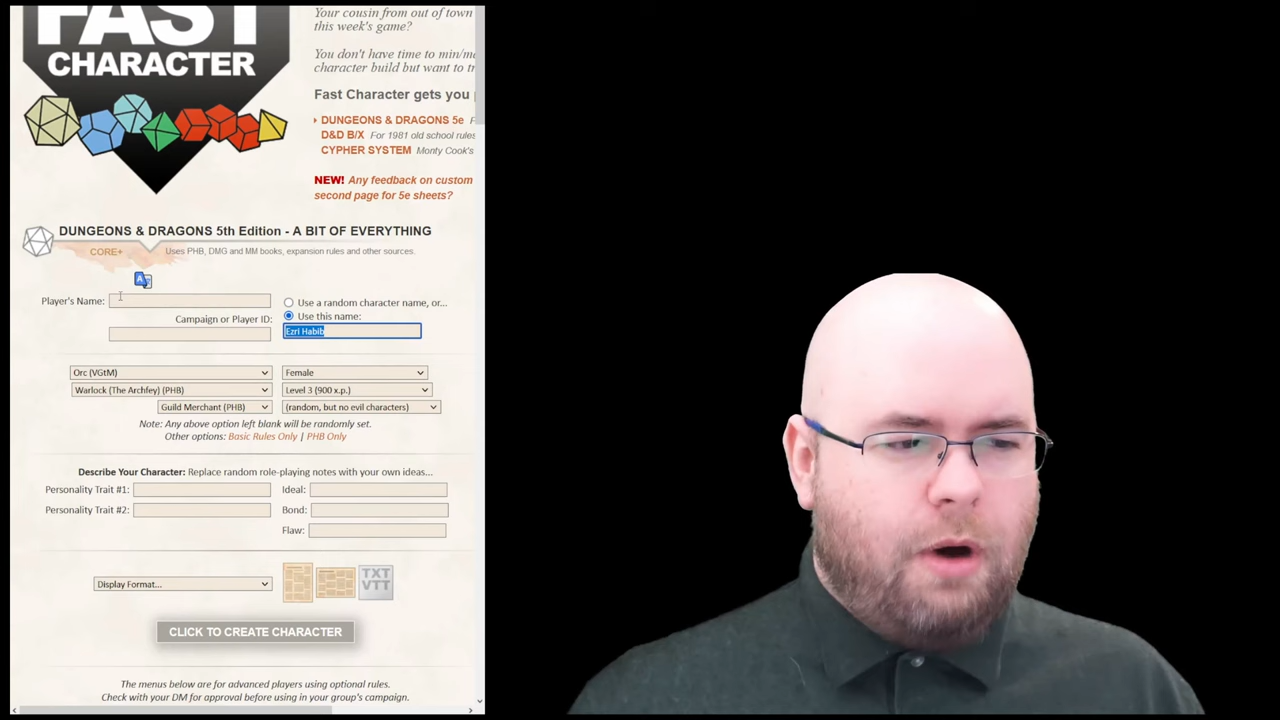 FAST
CHARACTER
Your cousin from out of town
this week's game?
You don't have time to min/m
character build but want to tr
Fast Character gets you
DUNGEONS & DRAGONS 5e
D&D B/X For 1981 old school rules
CYPHER SYSTEM Monty Cook's
NEW! Any feedback on custom
second page for 5e sheets?
DUNGEONS & DRAGONS 5th Edition - A BIT OF EVERYTHING
CORE+ Uses PHB, DMG and MM books, expansion rules and other sources.
Player's Name:
Use a random character name, or...
Campaign or Player ID:
Use this name:
Ezri Habib
Orc (VGtM) Female
Warlock (The Archfey) (PHB) Level 3 (900 x.p.)
Guild Merchant (PHB) (random, but no evil characters)
Note: Any above option left blank will be randomly set.
Other options: Basic Rules Only | PHB Only
Describe Your Character: Replace random role-playing notes with your own ideas...
Personality Trait #1: Ideal:
Personality Trait #2: Bond:
Flaw:
Display Format... TXT
VTT
CLICK TO CREATE CHARACTER
The menus below are for advanced players using optional rules.
Check with your DM for approval before using in your group's campaign.